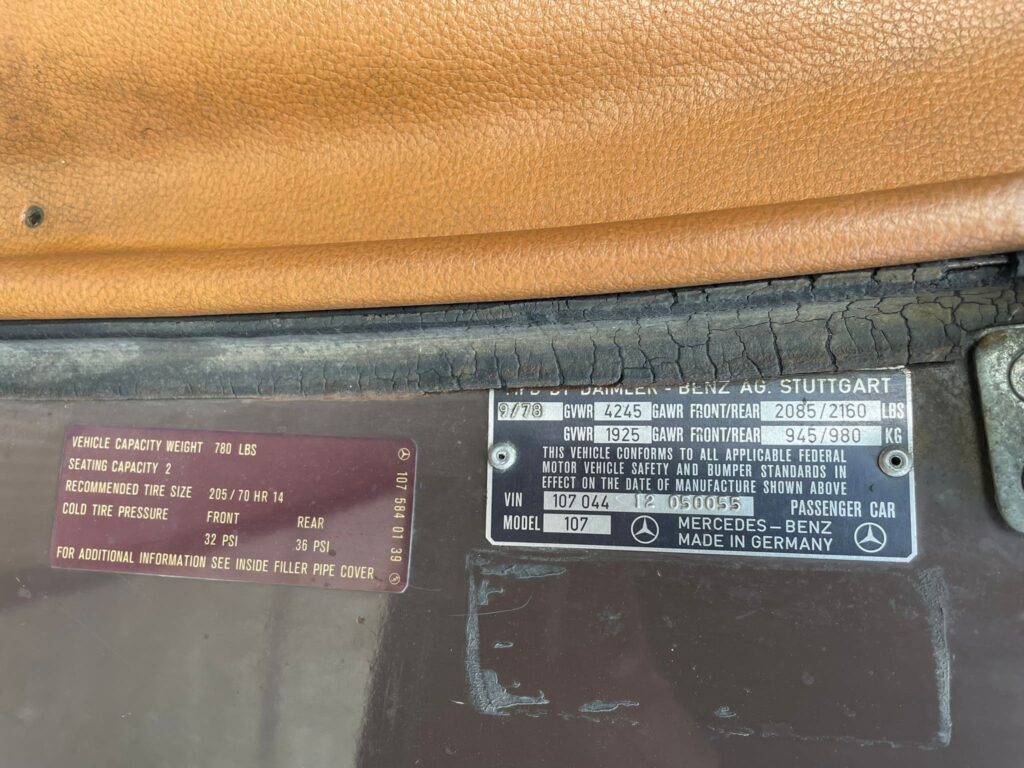 VEHICLE CAPACITY WEIGHT 780 LBS
SEATING CAPACITY 2
RECOMMENDED TIRE SIZE 205/70 HR 14
COLD TIRE PRESSURE FRONT REAR
32 PSI 36 PSI
FOR ADDITIONAL INFORMATION SEE INSIDE FILLER PIPE COVER
107 584 01 39
MFD BY DAIMLER-BENZ AG. STUTTGART
9/78 GVWR 4245 GAWR FRONT/REAR 2085/2160 LBS
GVWR 1925 GAWR FRONT/REAR 945/980 KG
THIS VEHICLE CONFORMS TO ALL APPLICABLE FEDERAL
MOTOR VEHICLE SAFETY AND BUMPER STANDARDS IN
EFFECT ON THE DATE OF MANUFACTURE SHOWN ABOVE
VIN 107 044 12 050055 PASSENGER CAR
MODEL 107 MERCEDES-BENZ
MADE IN GERMANY